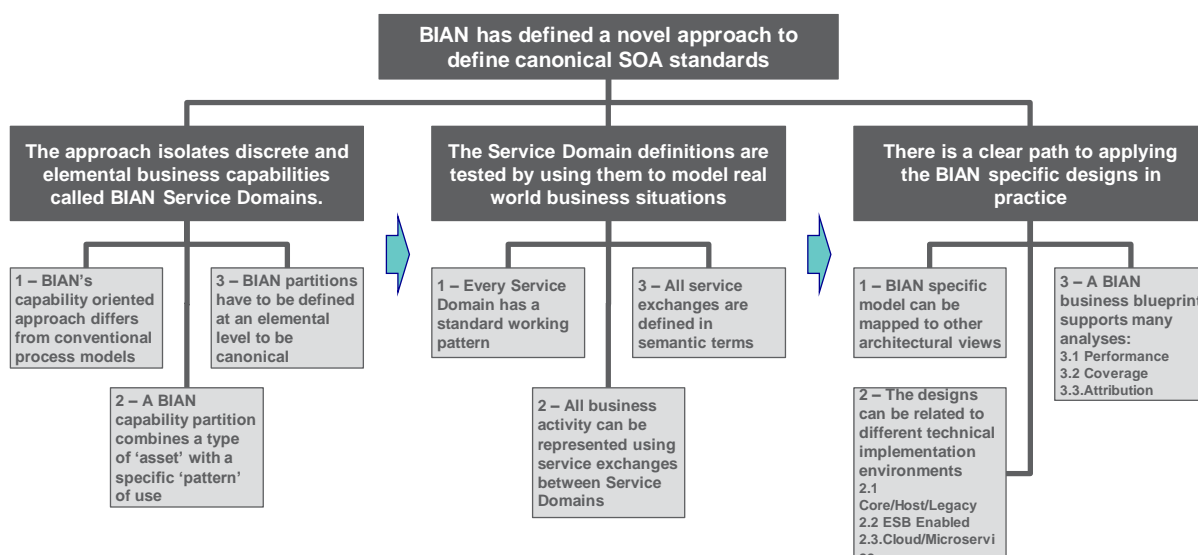 BIAN has defined a novel approach to
define canonical SOA standards
The approach isolates discrete and
elemental business capabilities
called BIAN Service Domains.
1 – BIAN's
capability oriented
approach differs
from conventional
process models
3 – BIAN partitions
have to be defined
at an elemental
level to be
canonical
2 – A BIAN
capability partition
combines a type
of 'asset' with a
specific 'pattern'
of use
The Service Domain definitions are
tested by using them to model real
world business situations
1 – Every Service
Domain has a
standard working
pattern
3 – All service
exchanges are
defined in
semantic terms
2 – All business
activity can be
represented using
service exchanges
between Service
Domains
There is a clear path to applying
the BIAN specific designs in
practice
1 – BIAN specific
model can be
mapped to other
architectural views
3 – A BIAN
business blueprint
supports many
analyses:
3.1 Performance
3.2 Coverage
3.3.Attribution
2 – The designs
can be related to
different technical
implementation
environments
2.1
Core/Host/Legacy
2.2 ESB Enabled
2.3.Cloud/Microservi